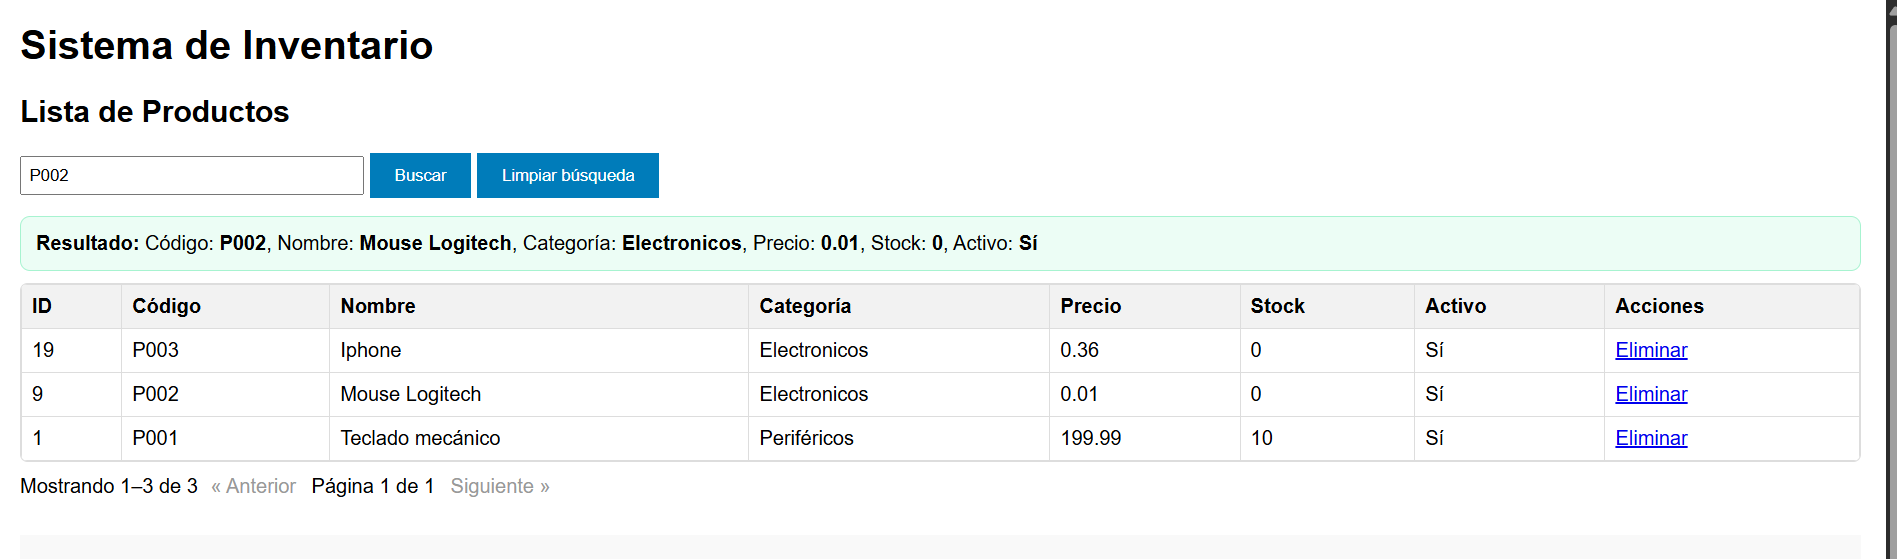 Sistema de Inventario
Lista de Productos
P002 Buscar Limpiar búsqueda
Resultado: Código: P002, Nombre: Mouse Logitech, Categoría: Electronicos, Precio: 0.01, Stock: 0, Activo: Sí
ID Código Nombre Categoría Precio Stock Activo Acciones
19 P003 Iphone Electronicos 0.36 0 Sí Eliminar
9 P002 Mouse Logitech Electronicos 0.01 0 Sí Eliminar
1 P001 Teclado mecánico Periféricos 199.99 10 Sí Eliminar
Mostrando 1–3 de 3 « Anterior Página 1 de 1 Siguiente »